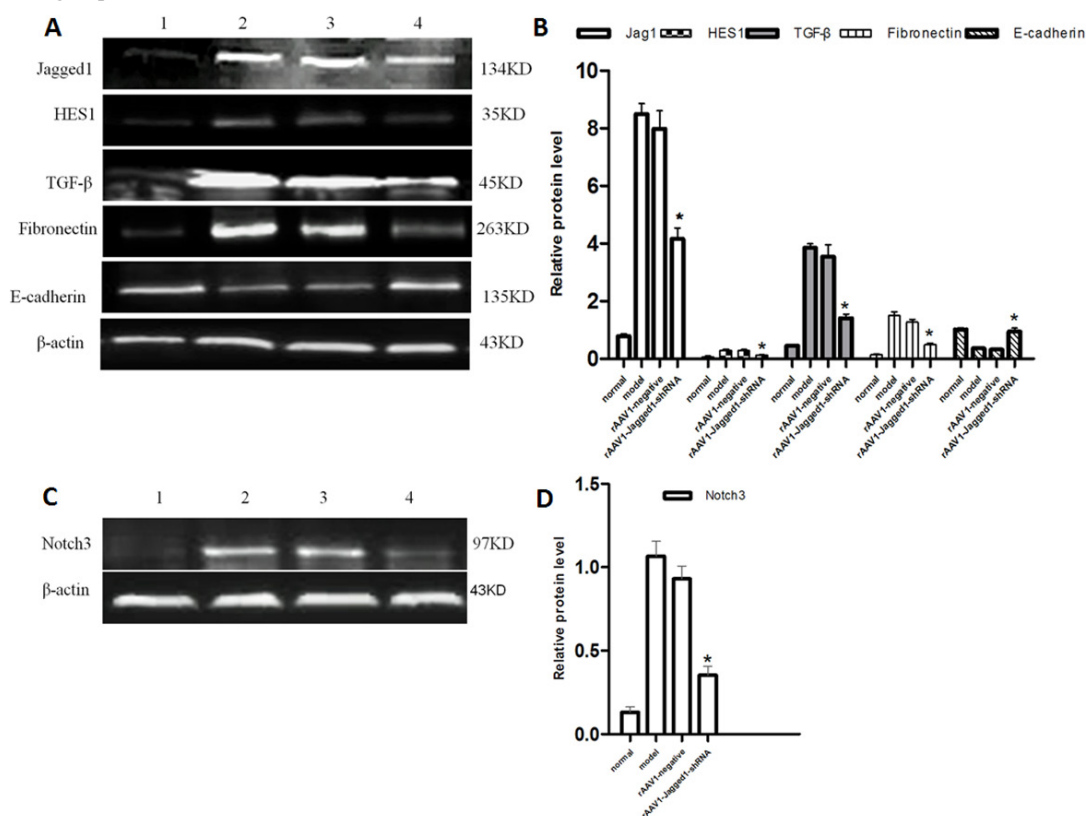 A
1 2 3 4
Jagged1 134KD
HES1 35KD
TGF-β 45KD
Fibronectin 263KD
E-cadherin 135KD
β-actin 43KD
B
Jag1 HES1 TGF-β Fibronectin E-cadherin
Relative protein level
10
8
6
4
2
0
normal model rAAV1-negative rAAV1-Jagged1-shRNA normal model rAAV1-negative rAAV1-Jagged1-shRNA normal model rAAV1-negative rAAV1-Jagged1-shRNA normal model rAAV1-negative rAAV1-Jagged1-shRNA normal model rAAV1-negative rAAV1-Jagged1-shRNA
* * * * *
C
1 2 3 4
Notch3 97KD
β-actin 43KD
D
Notch3
Relative protein level
1.5
1.0
0.5
0.0
*
normal model rAAV1-negative rAAV1-Jagged1-shRNA